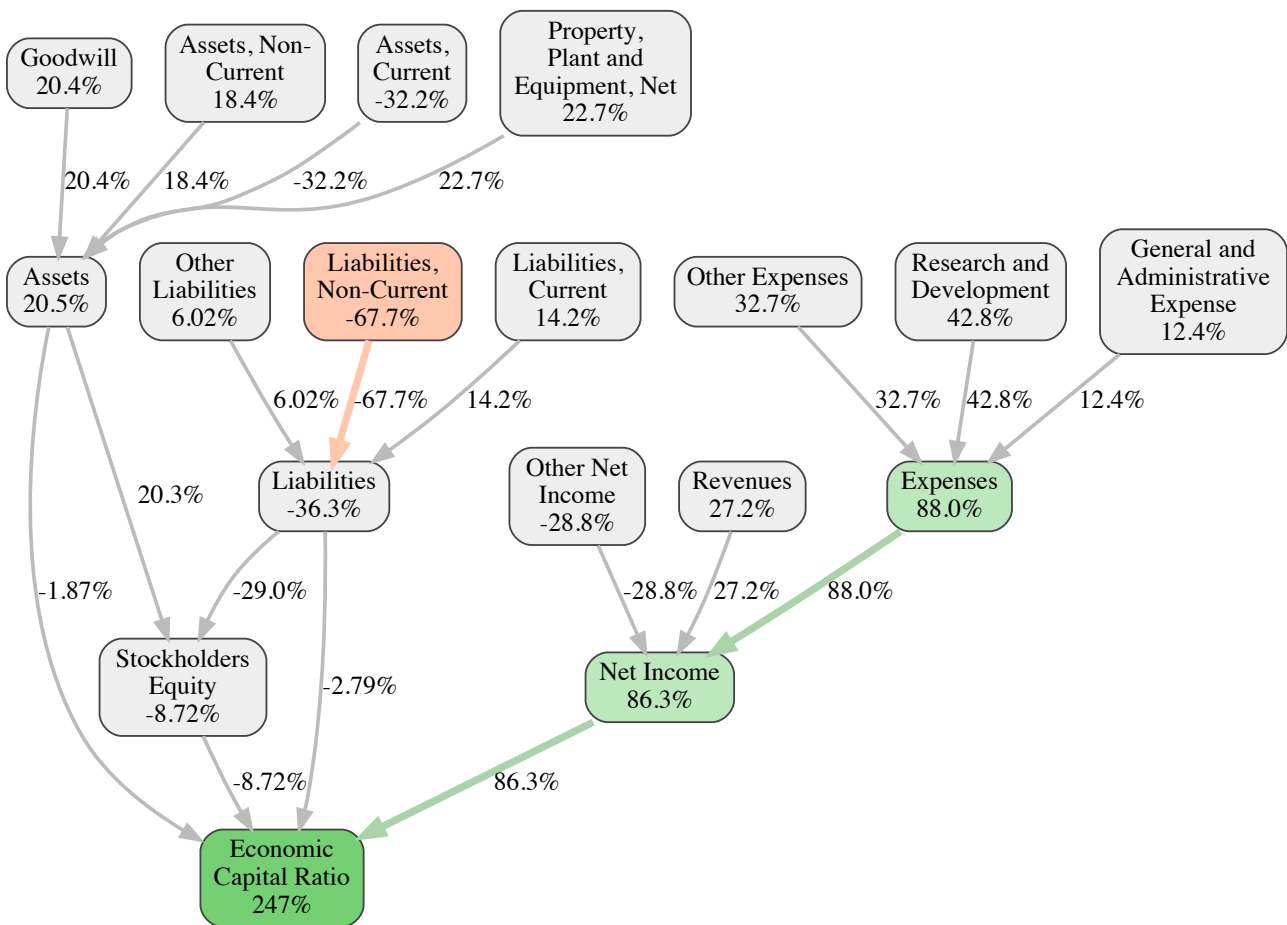 Goodwill
20.4%
Assets, Non-
Current
18.4%
Assets,
Current
-32.2%
Property,
Plant and
Equipment, Net
22.7%
20.4%
18.4%
-32.2%
22.7%
Assets
20.5%
Other
Liabilities
6.02%
Liabilities,
Non-Current
-67.7%
Liabilities,
Current
14.2%
Other Expenses
32.7%
Research and
Development
42.8%
General and
Administrative
Expense
12.4%
6.02%
-67.7%
14.2%
32.7%
42.8%
12.4%
Liabilities
-36.3%
Other Net
Income
-28.8%
Revenues
27.2%
Expenses
88.0%
20.3%
-1.87%
-29.0%
-28.8%
27.2%
88.0%
Stockholders
Equity
-8.72%
-2.79%
Net Income
86.3%
-8.72%
86.3%
Economic
Capital Ratio
247%